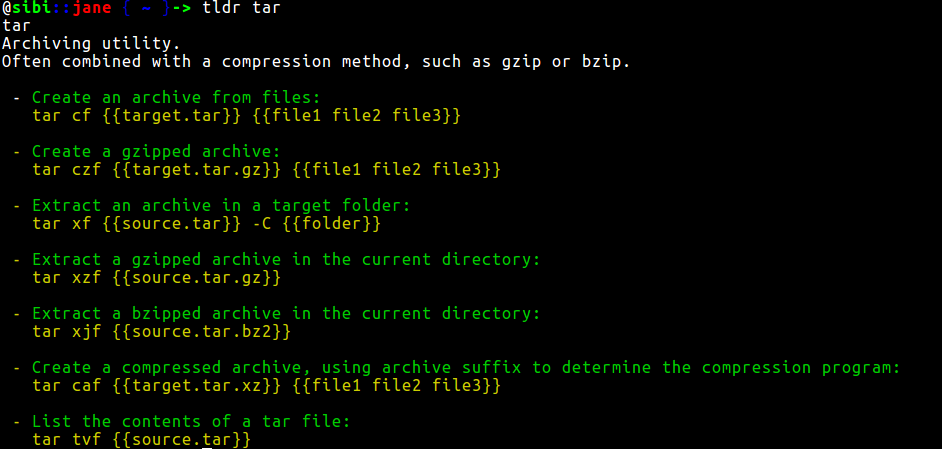 @sibi::jane { ~ }-> tldr tar
tar
Archiving utility.
Often combined with a compression method, such as gzip or bzip.
- Create an archive from files:
tar cf {{target.tar}} {{file1 file2 file3}}
- Create a gzipped archive:
tar czf {{target.tar.gz}} {{file1 file2 file3}}
- Extract an archive in a target folder:
tar xf {{source.tar}} -C {{folder}}
- Extract a gzipped archive in the current directory:
tar xzf {{source.tar.gz}}
- Extract a bzipped archive in the current directory:
tar xjf {{source.tar.bz2}}
- Create a compressed archive, using archive suffix to determine the compression program:
tar caf {{target.tar.xz}} {{file1 file2 file3}}
- List the contents of a tar file:
tar tvf {{source.tar}}